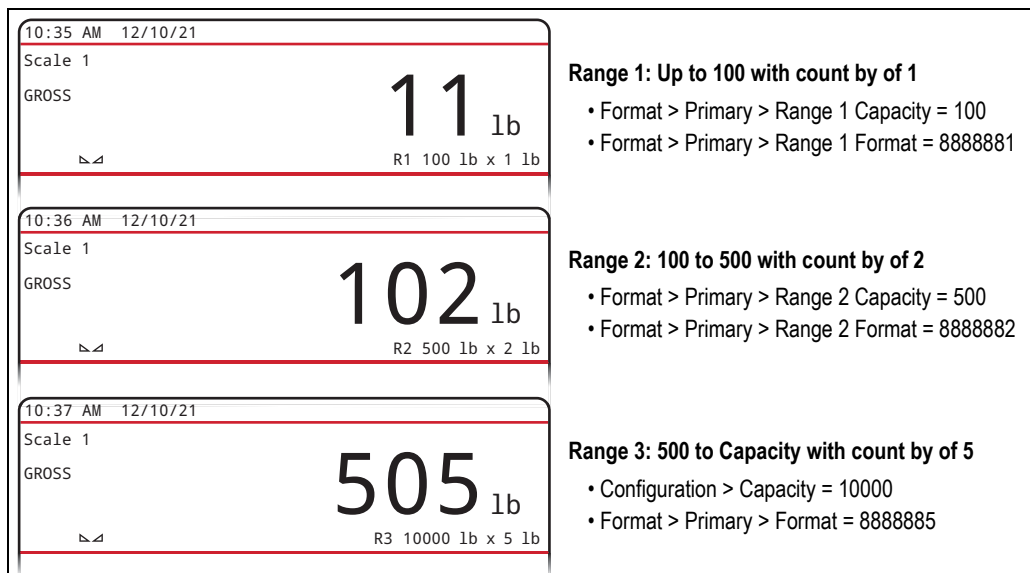 10:35 AM 12/10/21
Scale 1
GROSS
11 lb
R1 100 lb x 1 lb
Range 1: Up to 100 with count by of 1
• Format > Primary > Range 1 Capacity = 100
• Format > Primary > Range 1 Format = 8888881
10:36 AM 12/10/21
Scale 1
GROSS
102 lb
R2 500 lb x 2 lb
Range 2: 100 to 500 with count by of 2
• Format > Primary > Range 2 Capacity = 500
• Format > Primary > Range 2 Format = 8888882
10:37 AM 12/10/21
Scale 1
GROSS
505 lb
R3 10000 lb x 5 lb
Range 3: 500 to Capacity with count by of 5
• Configuration > Capacity = 10000
• Format > Primary > Format = 8888885